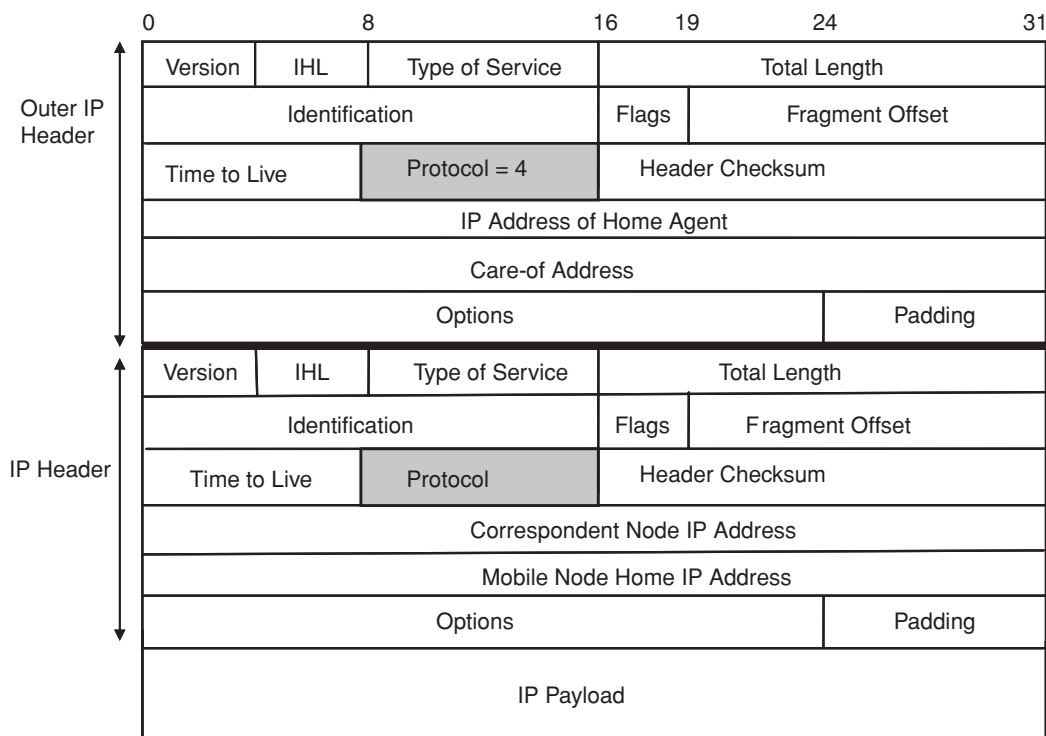 0 8 16 19 24 31
Version IHL Type of Service Total Length
Outer IP
Header
Identification Flags Fragment Offset
Time to Live Protocol = 4 Header Checksum
IP Address of Home Agent
Care-of Address
Options Padding
Version IHL Type of Service Total Length
Identification Flags Fragment Offset
IP Header
Time to Live Protocol Header Checksum
Correspondent Node IP Address
Mobile Node Home IP Address
Options Padding
IP Payload